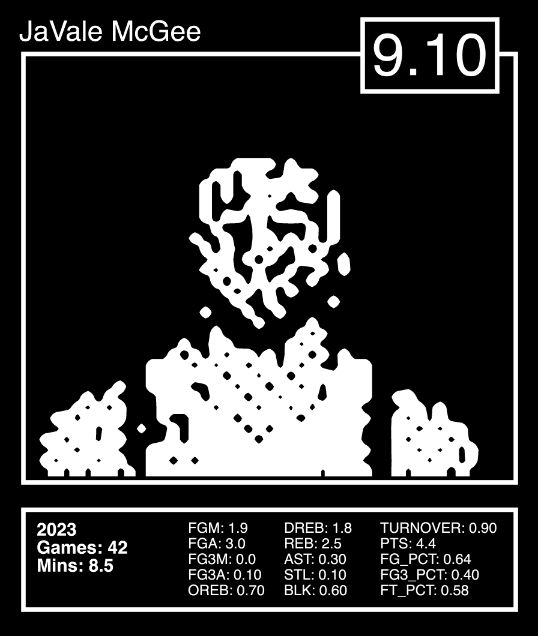 JaVale McGee
9.10
2023
Games: 42
Mins: 8.5
FGM: 1.9
FGA: 3.0
FG3M: 0.0
FG3A: 0.10
OREB: 0.70
DREB: 1.8
REB: 2.5
AST: 0.30
STL: 0.10
BLK: 0.60
TURNOVER: 0.90
PTS: 4.4
FG_PCT: 0.64
FG3_PCT: 0.40
FT_PCT: 0.58